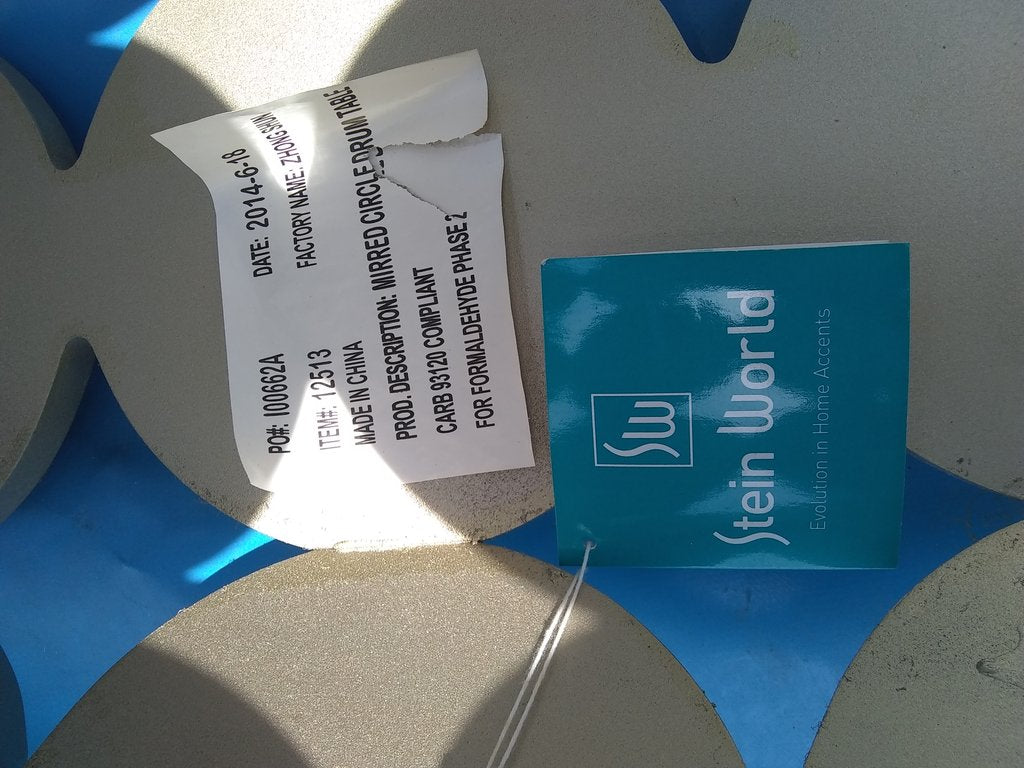 PO#: I00662A DATE: 2014-6-18
ITEM#: 12513 FACTORY NAME: ZHONG SHUN
MADE IN CHINA
PROD. DESCRIPTION: MIRRED CIRCLE DRUM TABLE
CARB 93120 COMPLIANT
FOR FORMALDEHYDE PHASE 2
SW
Stein World
Evolution in Home Accents